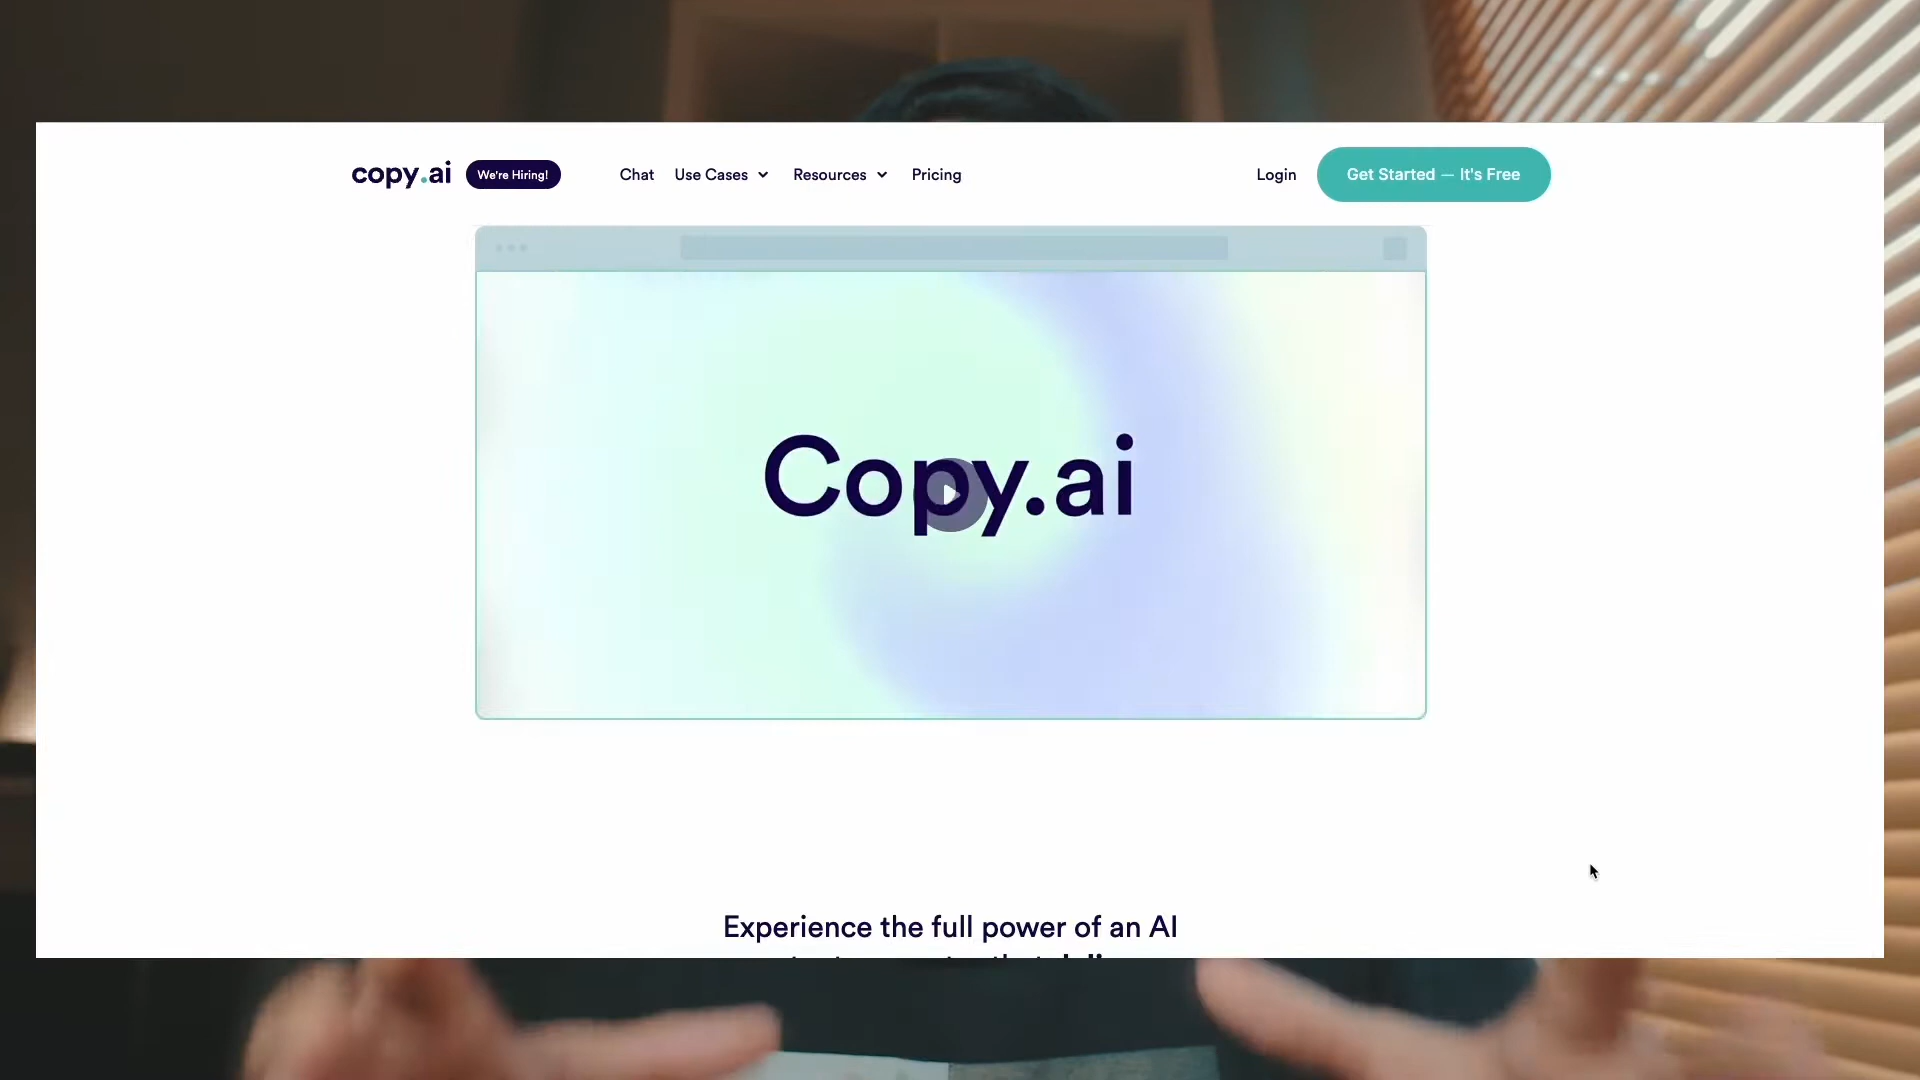 copy.ai We're Hiring! Chat Use Cases Resources Pricing Login Get Started — It's Free
Copy.ai
Experience the full power of an AI